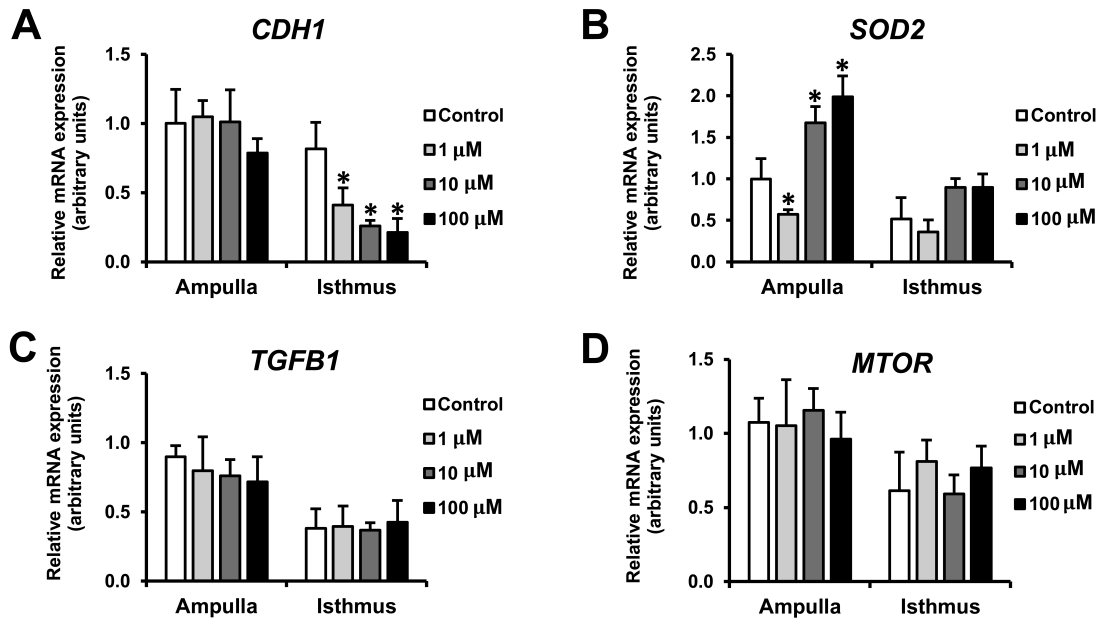 A
CDH1
Relative mRNA expression
(arbitrary units)
1.5
1.0
0.5
0.0
*
*
*
Ampulla
Isthmus
Control
1 µM
10 µM
100 µM
B
SOD2
Relative mRNA expression
(arbitrary units)
2.5
2.0
1.5
1.0
0.5
0.0
*
*
*
Ampulla
Isthmus
Control
1 µM
10 µM
100 µM
C
TGFB1
Relative mRNA expression
(arbitrary units)
1.5
1.0
0.5
0.0
Ampulla
Isthmus
Control
1 µM
10 µM
100 µM
D
MTOR
Relative mRNA expression
(arbitrary units)
1.5
1.0
0.5
0.0
Ampulla
Isthmus
Control
1 µM
10 µM
100 µM